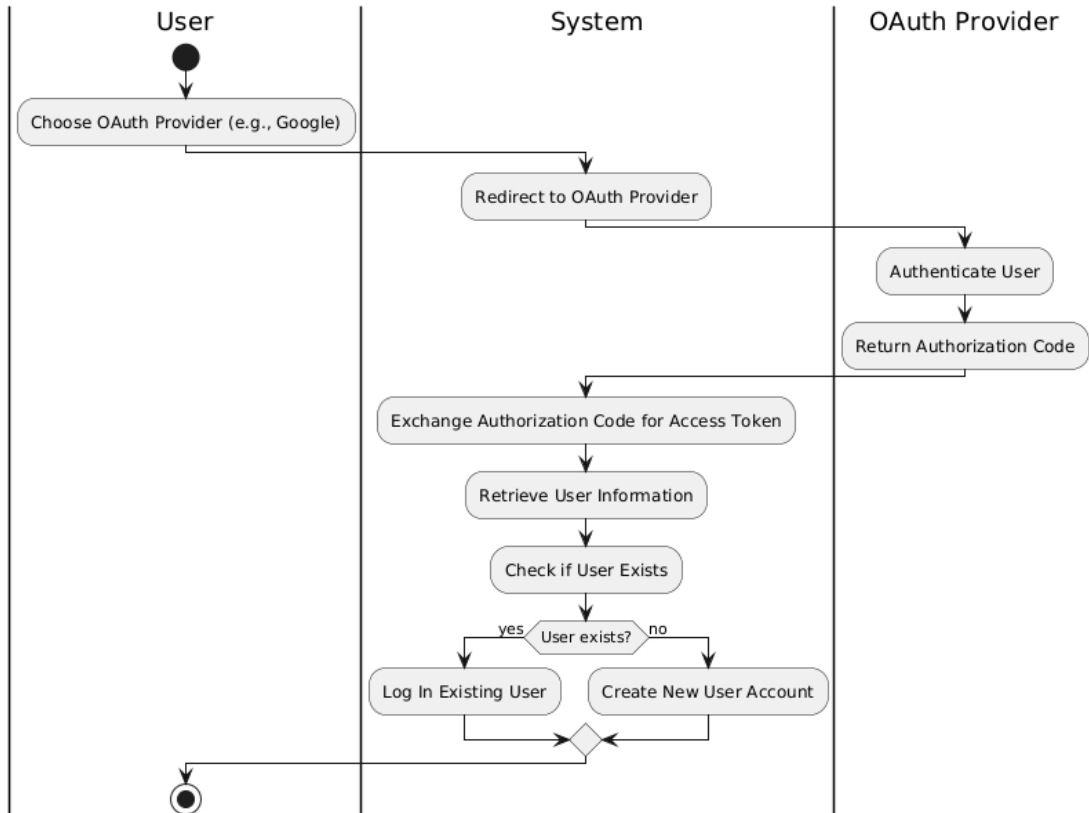 User
System
OAuth Provider
Choose OAuth Provider (e.g., Google)
Redirect to OAuth Provider
Authenticate User
Return Authorization Code
Exchange Authorization Code for Access Token
Retrieve User Information
Check if User Exists
yes
User exists?
no
Log In Existing User
Create New User Account